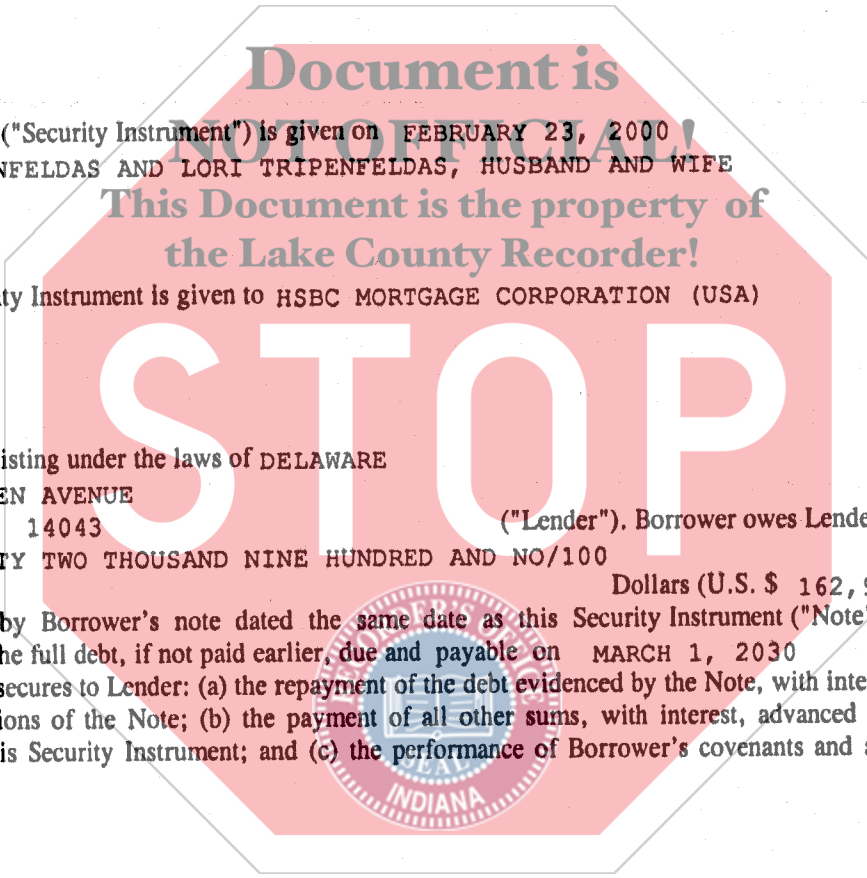 Document is
NOT OFFICIAL!
("Security Instrument") is given on FEBRUARY 23, 2000
NFELDAS AND LORI TRIPENFELDAS, HUSBAND AND WIFE
This Document is the property of
the Lake County Recorder!
ty Instrument is given to HSBC MORTGAGE CORPORATION (USA)
STOP
isting under the laws of DELAWARE
EN AVENUE
14043 ("Lender"). Borrower owes Lende
TY TWO THOUSAND NINE HUNDRED AND NO/100
Dollars (U.S. $ 162,9
by Borrower's note dated the same date as this Security Instrument ("Note"
he full debt, if not paid earlier, due and payable on MARCH 1, 2030
secures to Lender: (a) the repayment of the debt evidenced by the Note, with inte
ions of the Note; (b) the payment of all other sums, with interest, advanced
is Security Instrument; and (c) the performance of Borrower's covenants and a
RECORDER'S OFFICE
SEAL
INDIANA